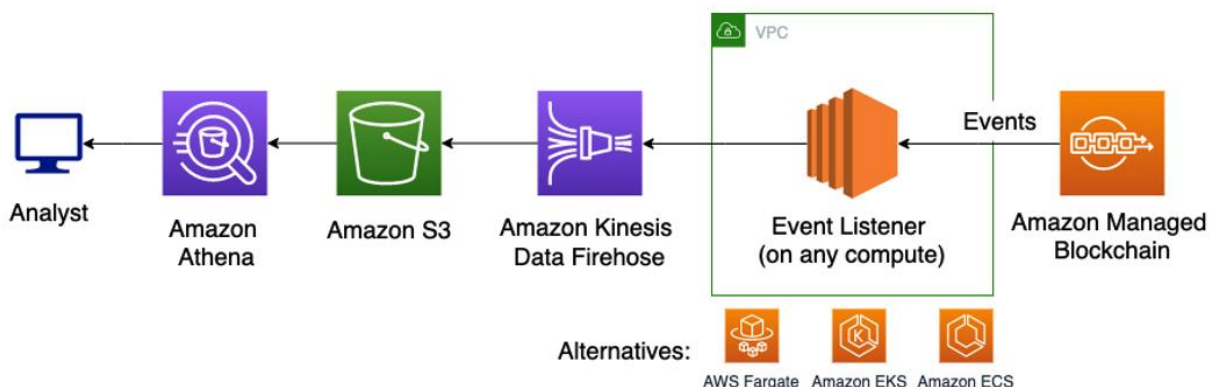 VPC
Events
Analyst
Amazon
Athena
Amazon S3
Amazon Kinesis
Data Firehose
Event Listener
(on any compute)
Amazon Managed
Blockchain
Alternatives:
AWS Fargate
Amazon EKS
Amazon ECS